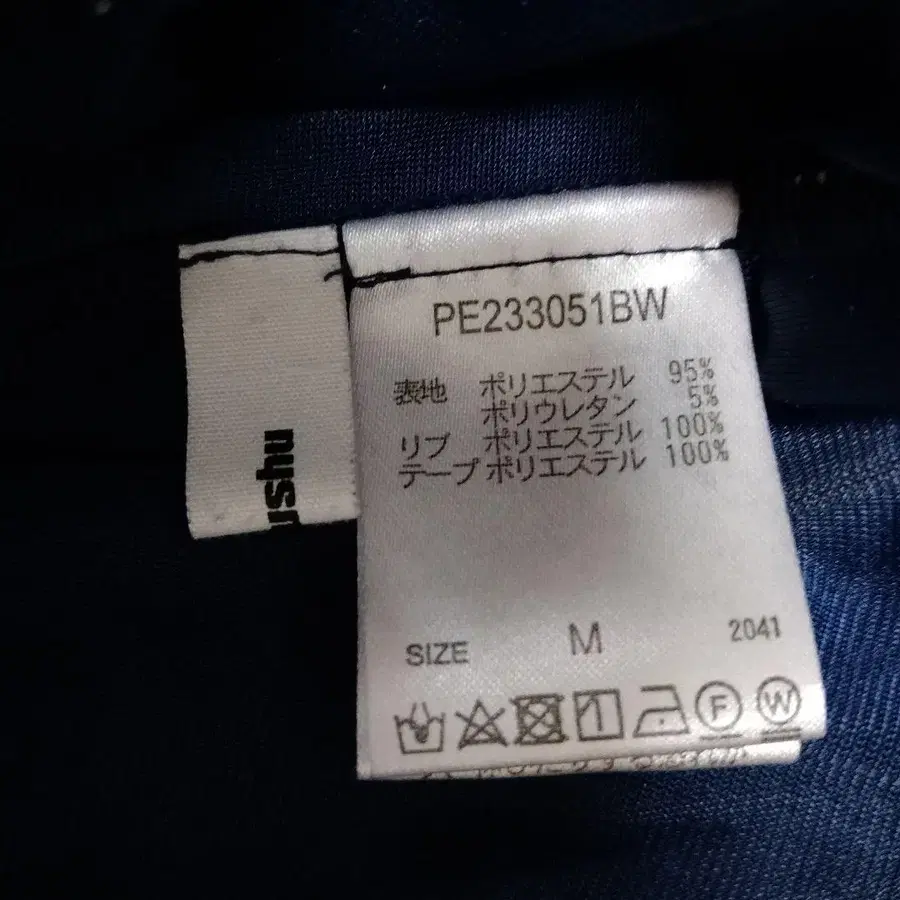 PE233051BW
表地 ポリエステル 95%
ポリウレタン 5%
リブ ポリエステル 100%
テープ ポリエステル 100%
SIZE M 2041
F W